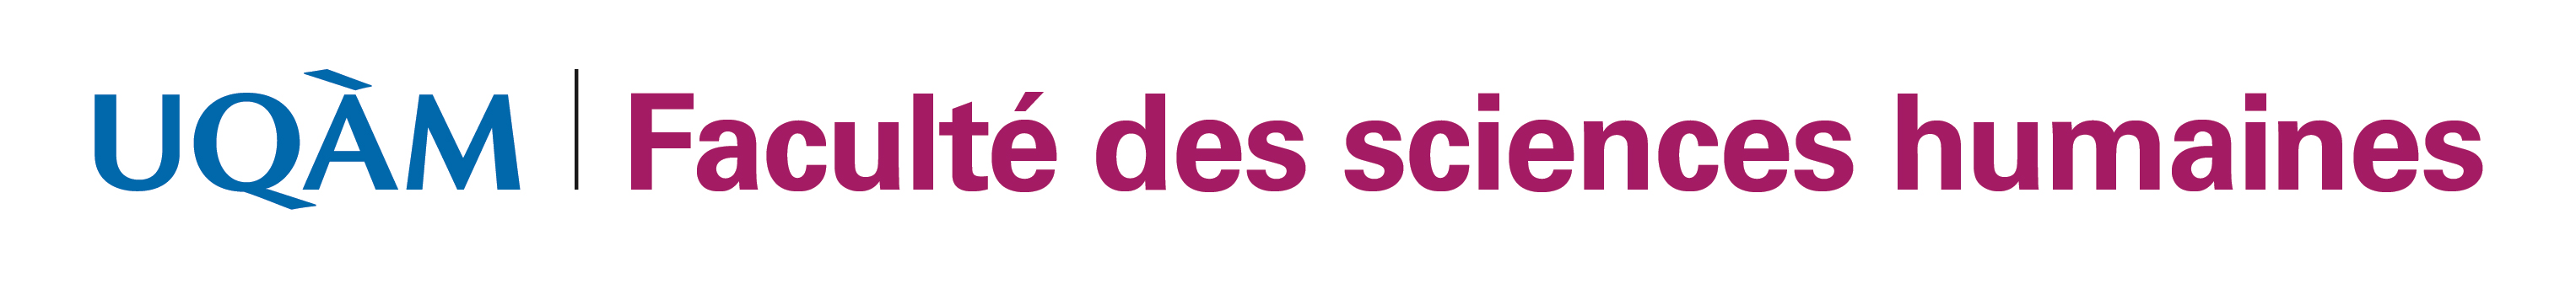 UQÀM | Faculté des sciences humaines